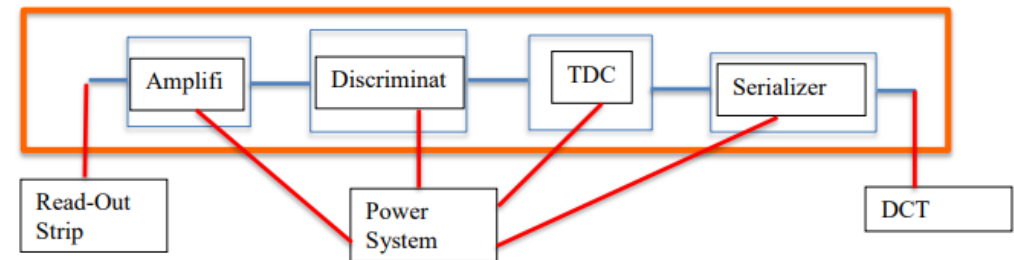 Amplifi
Discriminat
TDC
Serializer
Read-Out
Strip
Power
System
DCT